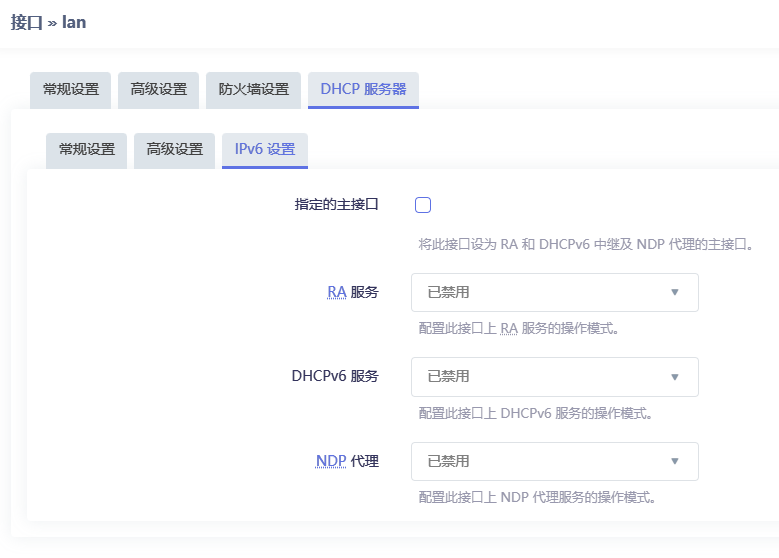 接口 » lan
常规设置 高级设置 防火墙设置 DHCP 服务器
常规设置 高级设置 IPv6 设置
指定的主接口
将此接口设为 RA 和 DHCPv6 中继及 NDP 代理的主接口。
RA 服务 已禁用
配置此接口上 RA 服务的操作模式。
DHCPv6 服务 已禁用
配置此接口上 DHCPv6 服务的操作模式。
NDP 代理 已禁用
配置此接口上 NDP 代理服务的操作模式。